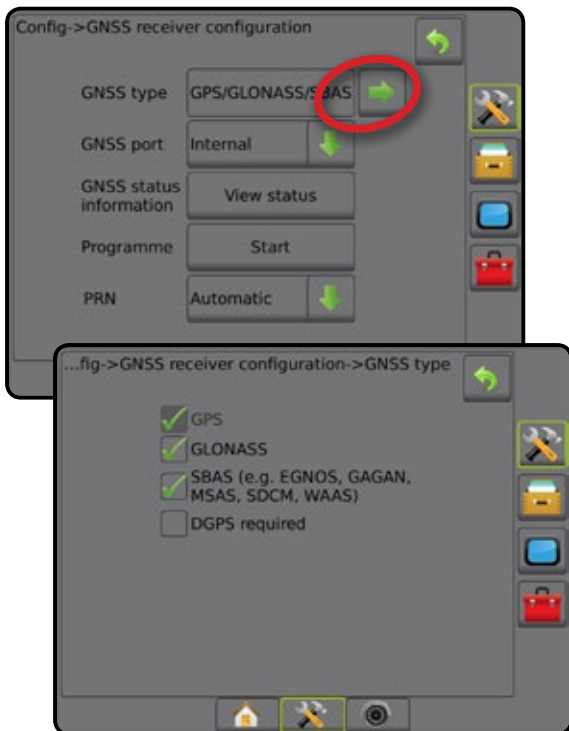 Config->GNSS receiver configuration
GNSS type GPS/GLONASS/SBAS
GNSS port Internal
GNSS status
information View status
Programme Start
PRN Automatic
...fig->GNSS receiver configuration->GNSS type
GPS
GLONASS
SBAS (e.g. EGNOS, GAGAN,
MSAS, SDCM, WAAS)
DGPS required